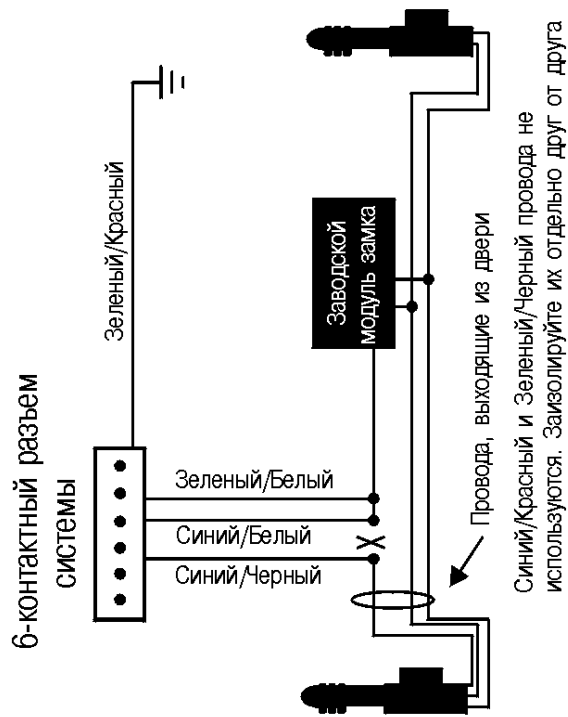 6-контактный разъем
системы
Зеленый/Красный
Зеленый/Белый
Синий/Белый
Синий/Черный
Заводской
модуль замка
Провода, выходящие из двери
Синий/Красный и Зеленый/Черный провода не
используются. Заизолируйте их отдельно друг от друга